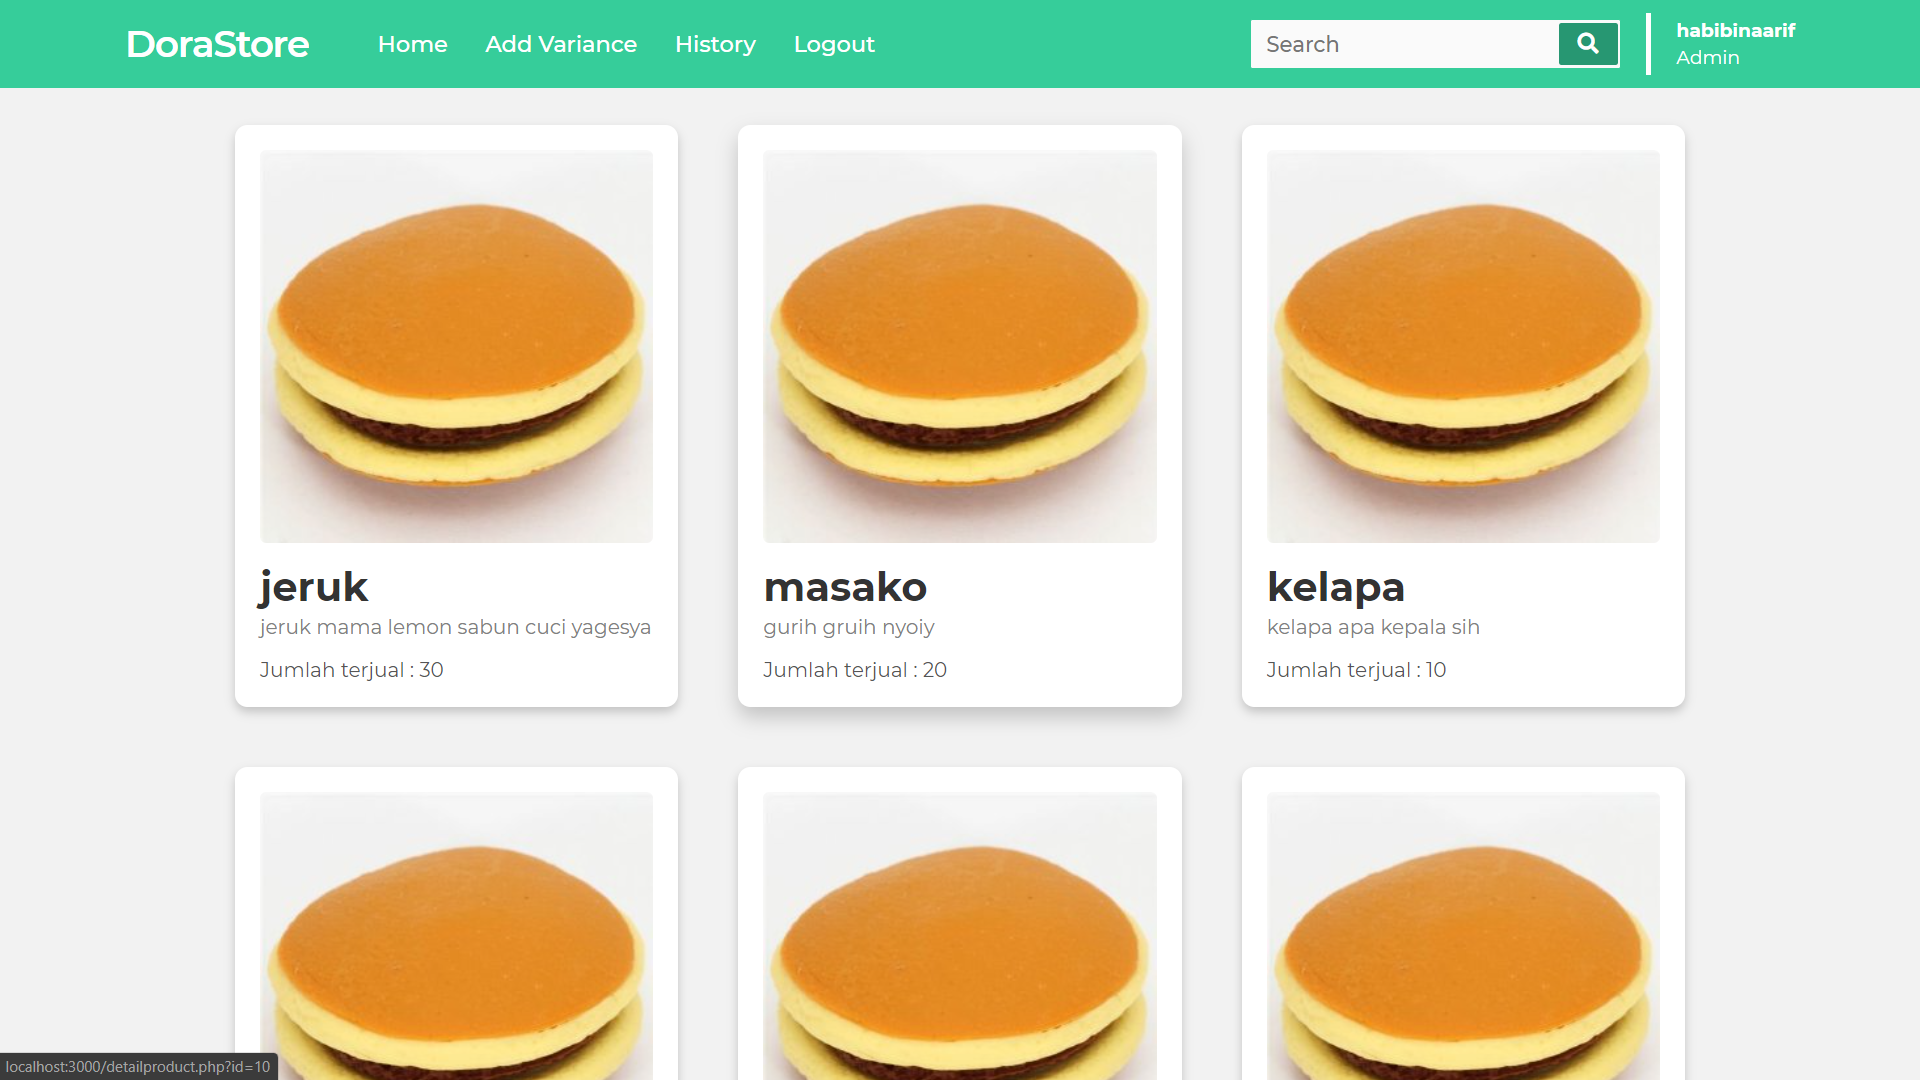 DoraStore
Home
Add Variance
History
Logout
Search
habibinaarif
Admin
jeruk
jeruk mama lemon sabun cuci yagesya
Jumlah terjual : 30
masako
gurih gruih nyoiy
Jumlah terjual : 20
kelapa
kelapa apa kepala sih
Jumlah terjual : 10
localhost:3000/detailproduct.php?id=10